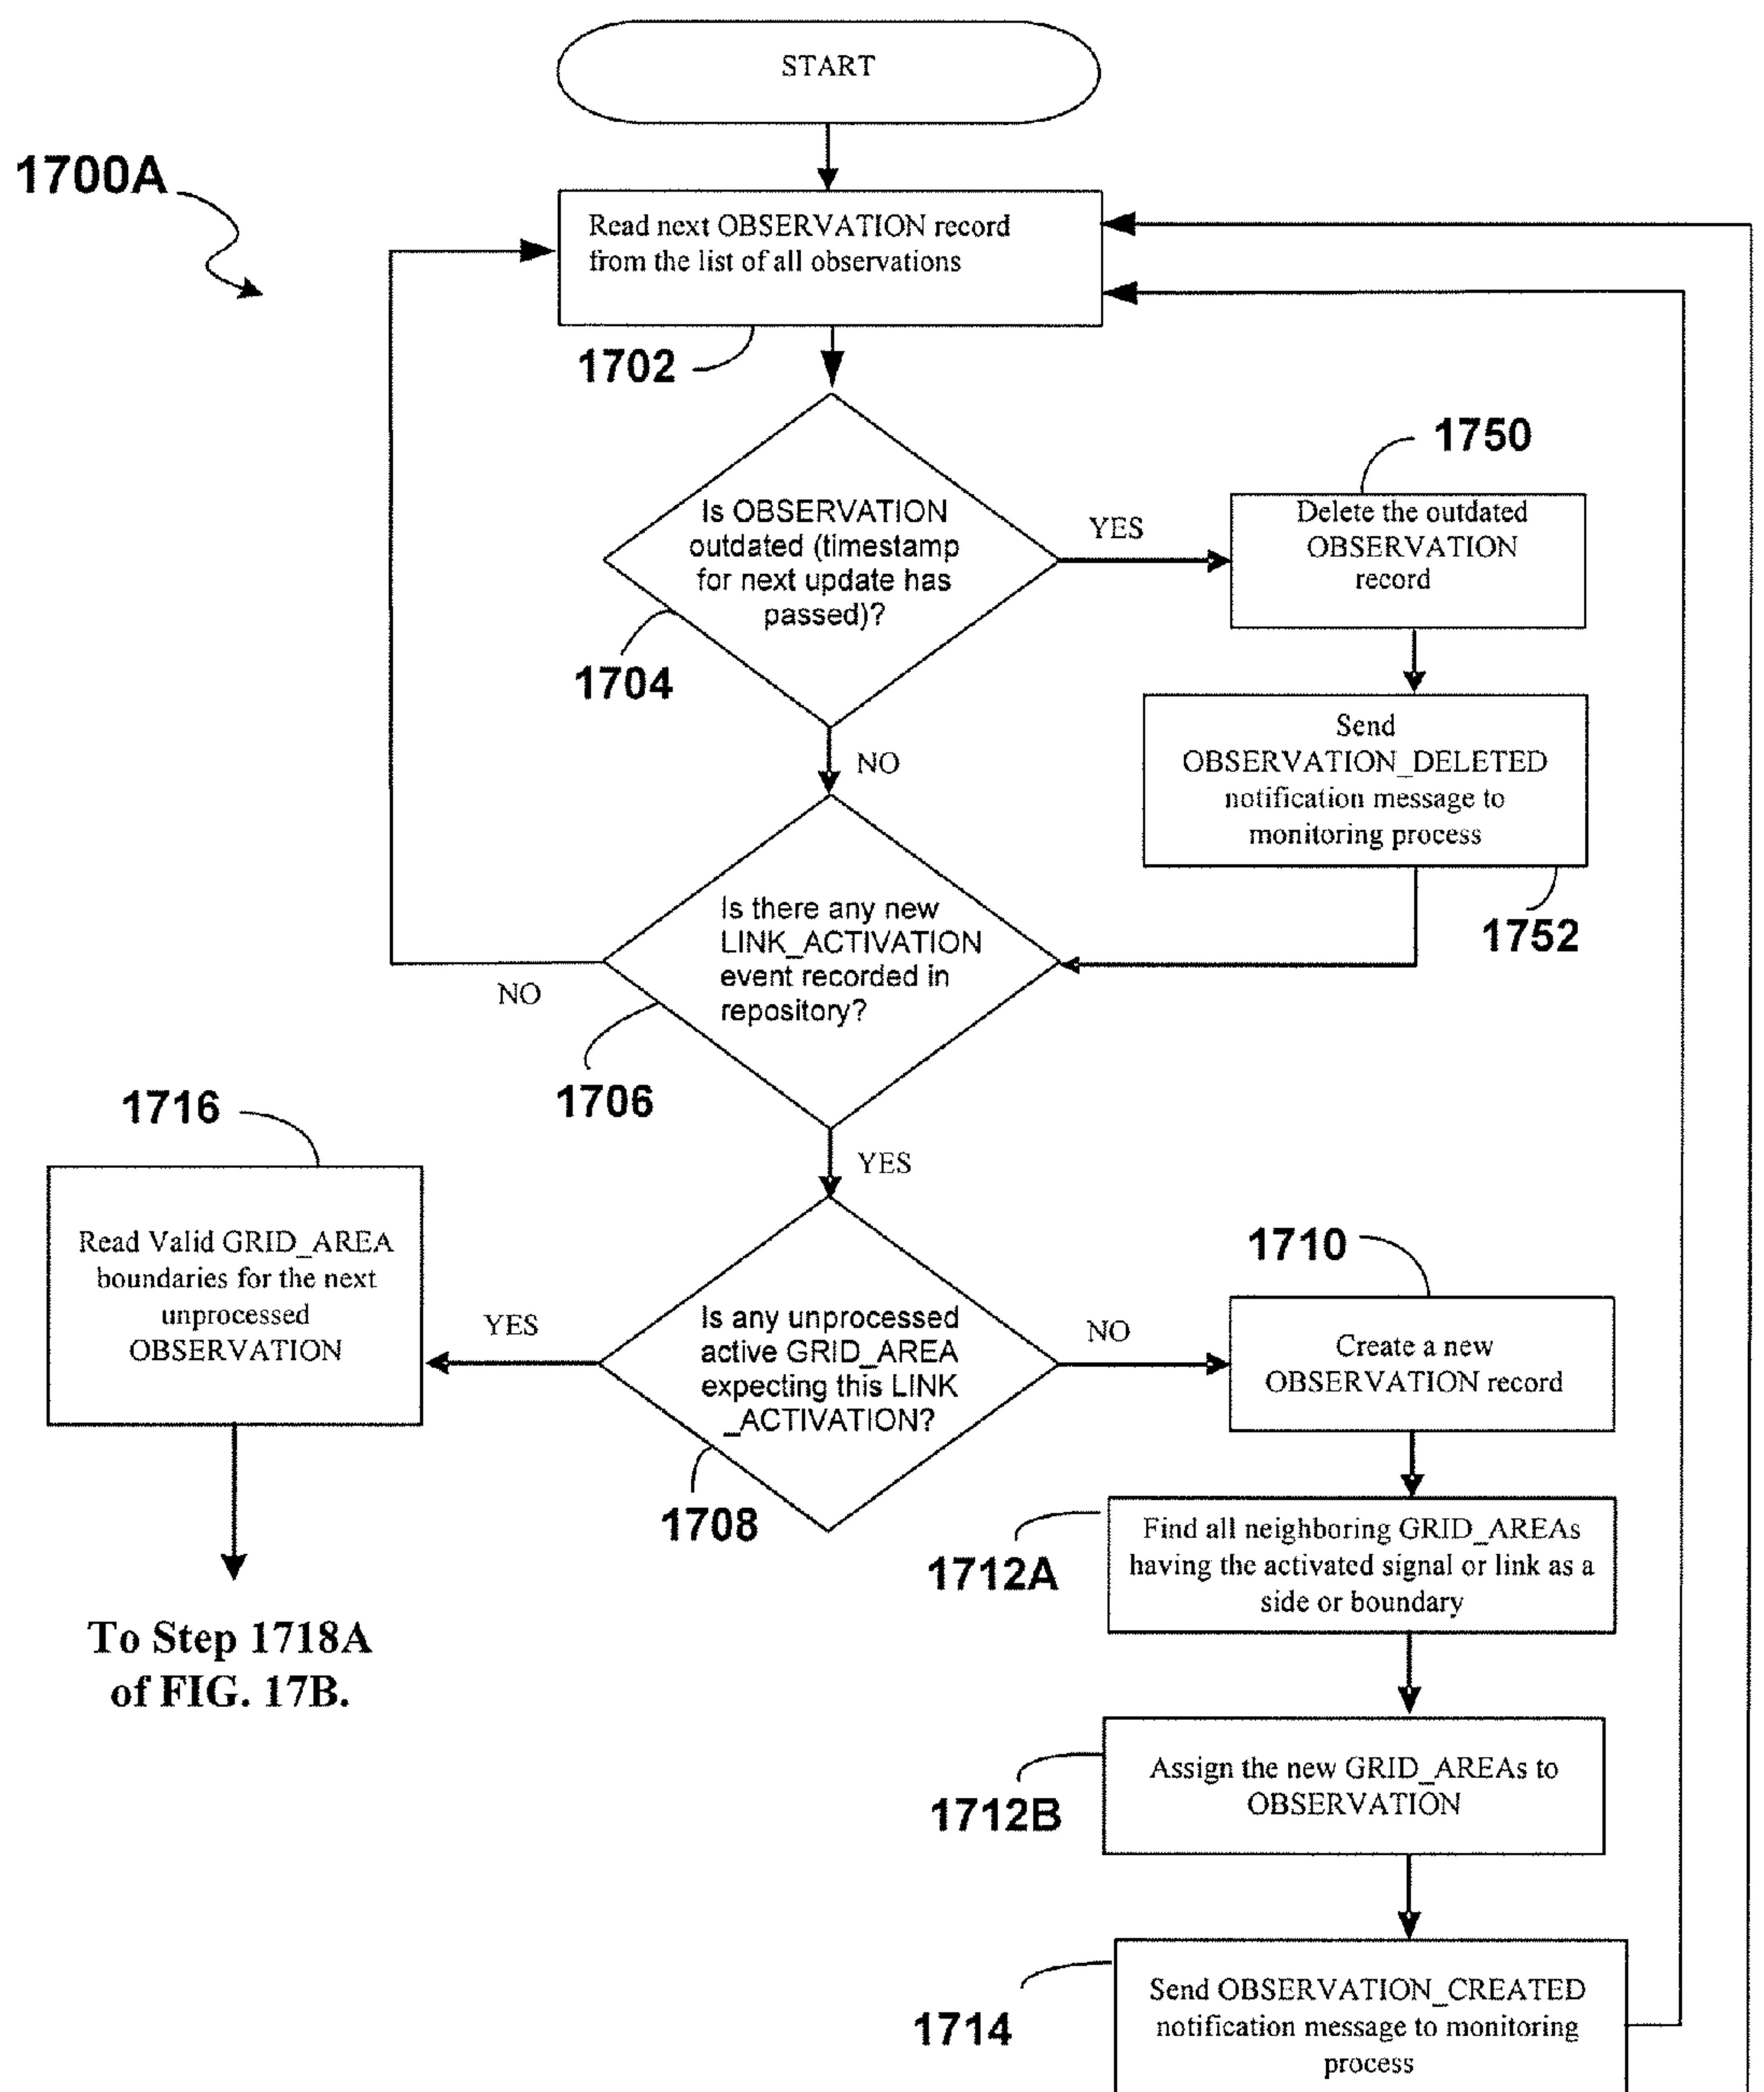 START
1700A
Read next OBSERVATION record
from the list of all observations
1702
1750
Is OBSERVATION
outdated (timestamp
for next update has
passed)?
YES
Delete the outdated
OBSERVATION
record
1704
NO
Send
OBSERVATION_DELETED
notification message to
monitoring process
1752
Is there any new
LINK_ACTIVATION
event recorded in
repository?
NO
1706
YES
1716
Read Valid GRID_AREA
boundaries for the next
unprocessed
OBSERVATION
YES
Is any unprocessed
active GRID_AREA
expecting this LINK
_ACTIVATION?
NO
1710
Create a new
OBSERVATION record
1708
1712A
Find all neighboring GRID_AREAs
having the activated signal or link as a
side or boundary
To Step 1718A
of FIG. 17B.
Assign the new GRID_AREAs to
OBSERVATION
1712B
Send OBSERVATION_CREATED
notification message to monitoring
process
1714